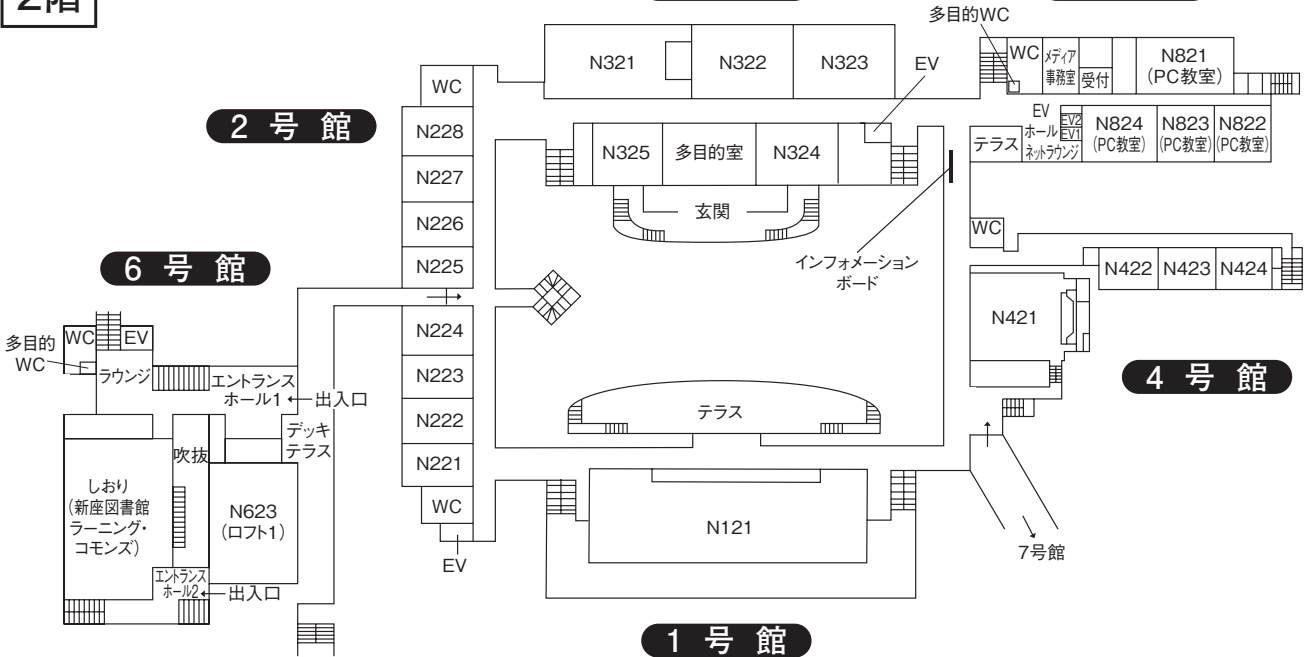 2階
多目的WC
N321
N322
N323
EV
WC
メディア
事務室
受付
N821
(PC教室)
WC
2 号 館
N228
N325
多目的室
N324
テラス
EV
ホール
ネットラウンジ
EV2
EV1
N824
(PC教室)
N823
(PC教室)
N822
(PC教室)
N227
N226
玄関
WC
6 号 館
N225
インフォメーション
ボード
N422
N423
N424
N224
N421
多目的
WC
WC
EV
ラウンジ
エントランス
ホール1
出入口
N223
4 号 館
デッキ
テラス
N222
テラス
吹抜
N221
しおり
(新座図書館
ラーニング・
コモンズ)
N623
(ロフト1)
WC
N121
EV
7号館
エントランス
ホール2
出入口
1 号 館